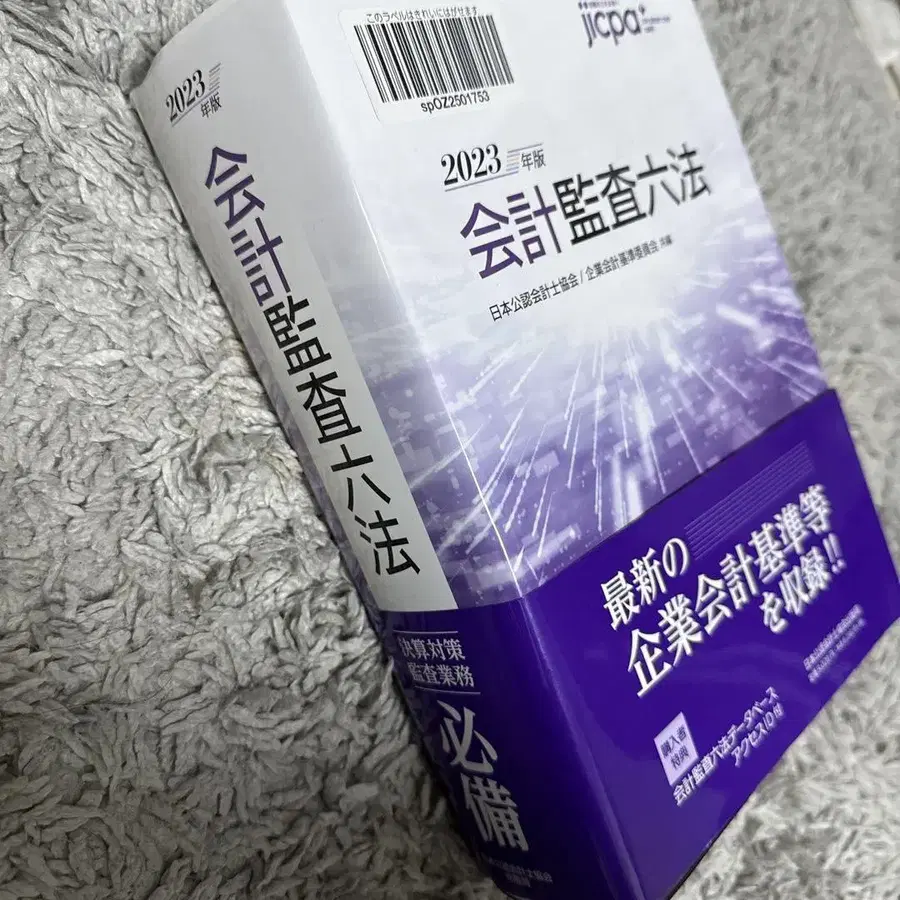 2023
年版
会計監査六法
決算対策
監査業務
必備
このラベルはきれいにはがせます
spOZ2501753
jicpa
2023年版
会計監査六法
日本公認会計士協会/企業会計基準委員会 共編
最新の
企業会計基準等
を収録!!
購入者
特典
会計監査六法データベース
アクセスID付